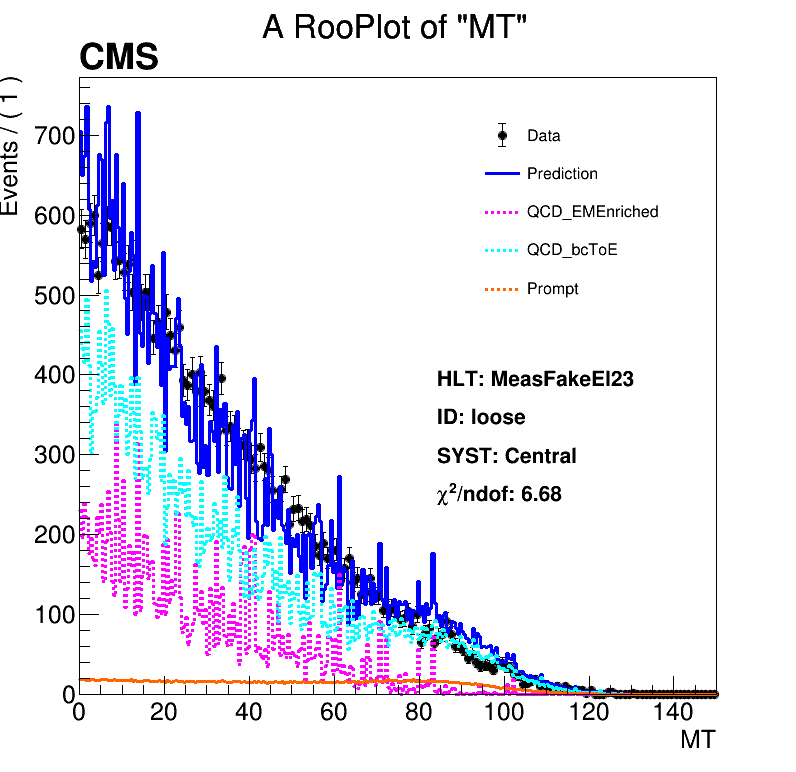 A RooPlot of "MT"
CMS
Events / ( 1 )
700
600
500
400
300
200
100
0
Data
Prediction
QCD_EMEnriched
QCD_bcToE
Prompt
HLT: MeasFakeEl23
ID: loose
SYST: Central
χ²/ndof: 6.68
0 20 40 60 80 100 120 140
MT